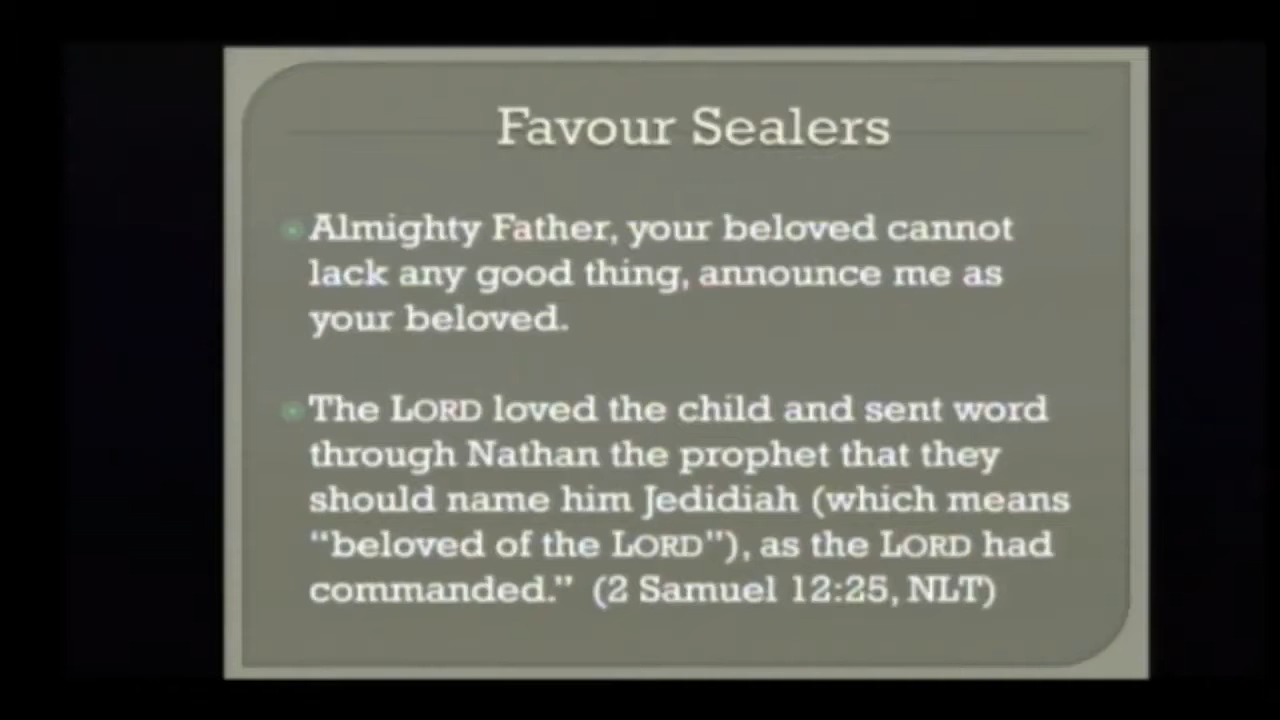 Favour Sealers
Almighty Father, your beloved cannot
lack any good thing, announce me as
your beloved.
The LORD loved the child and sent word
through Nathan the prophet that they
should name him Jedidiah (which means
“beloved of the LORD”), as the LORD had
commanded.” (2 Samuel 12:25, NLT)